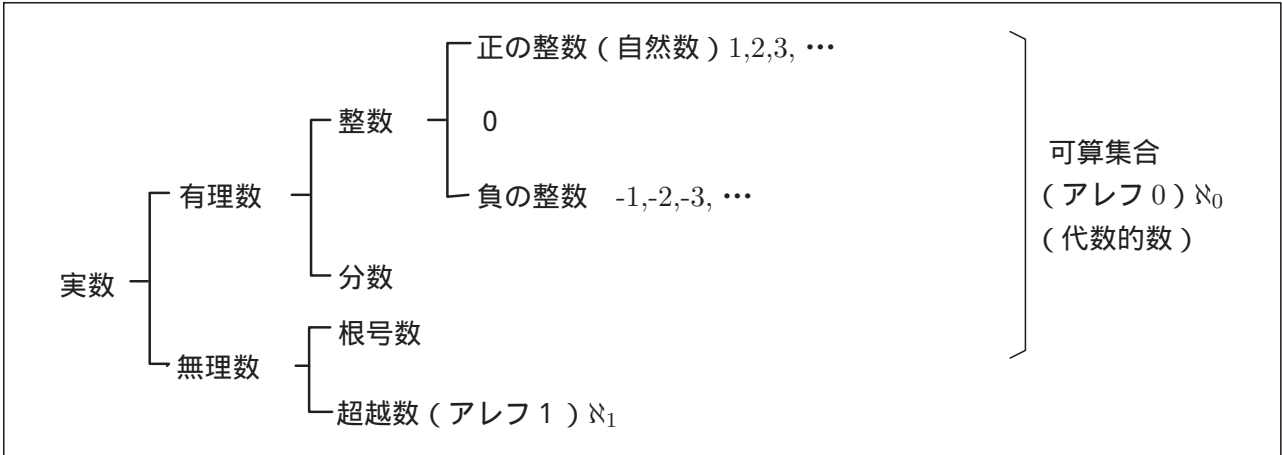 正の整数 ( 自然数 ) 1,2,3, …
整数
0
可算集合
有理数
負の整数 -1,-2,-3, …
( アレフ 0 ) ℵ₀
( 代数的数 )
実数
分数
根号数
無理数
超越数 ( アレフ 1 ) ℵ₁